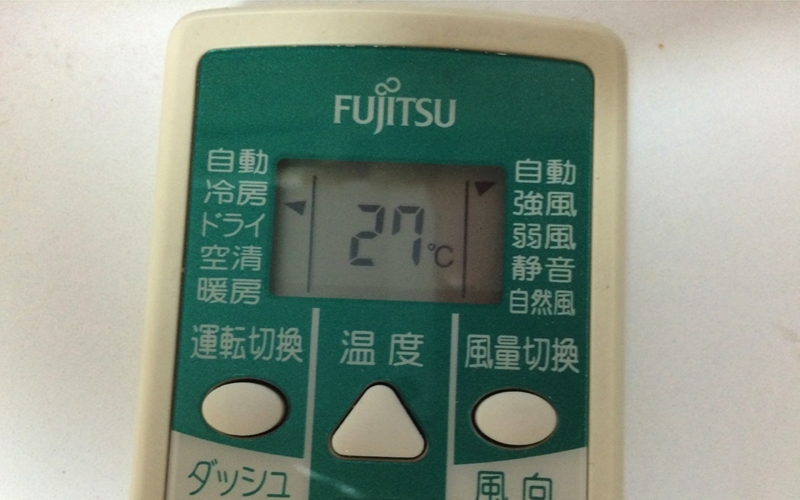 FUJITSU
自動
冷房
ドライ
空清
暖房
27℃
自動
強風
弱風
静音
自然風
運転切換
温度
風量切換
ダッシュ
風向